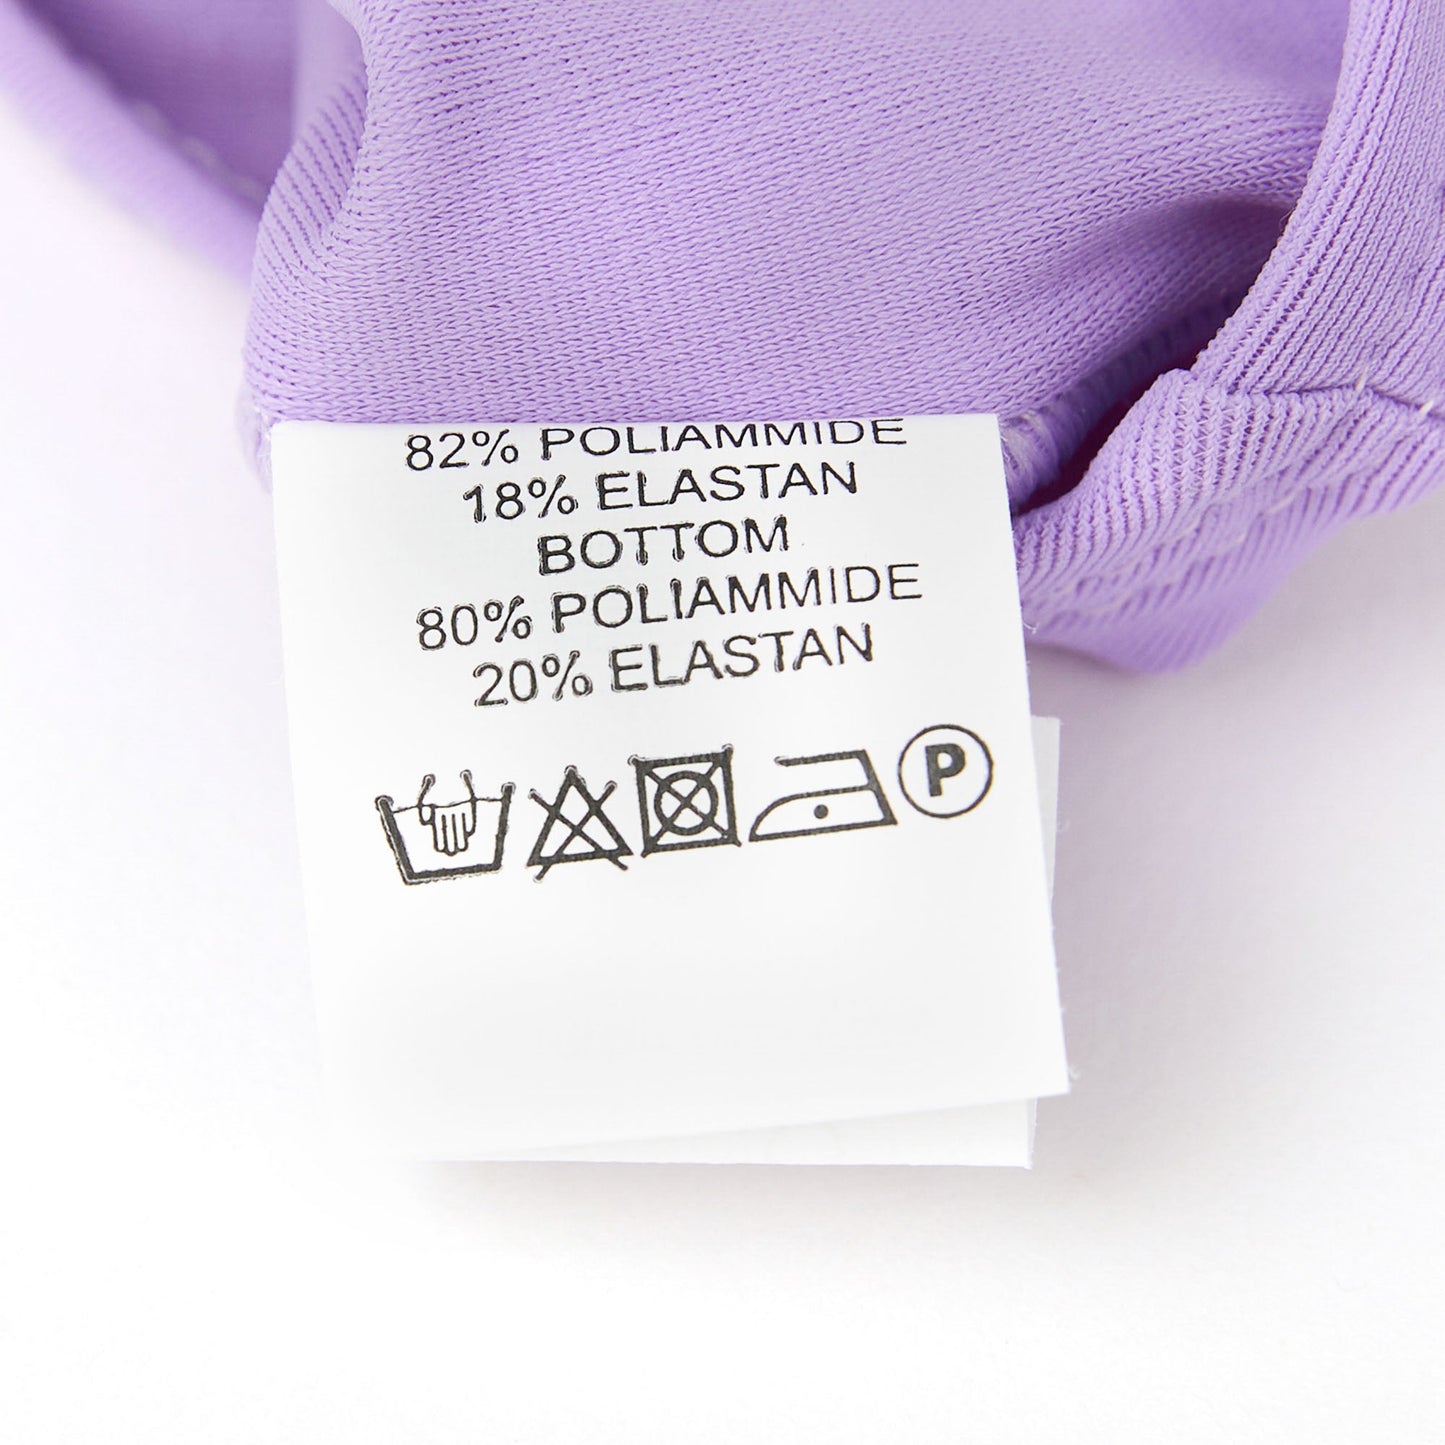 82% POLIAMMIDE
18% ELASTAN
BOTTOM
80% POLIAMMIDE
20% ELASTAN
P